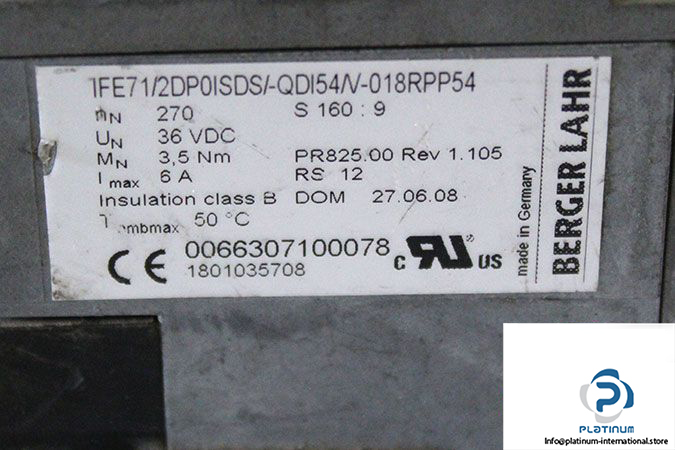 IFE71/2DP0ISDS/-QDI54/V-018RPP54
nN 270 S 160 : 9
UN 36 VDC
MN 3,5 Nm PR825.00 Rev 1.105
I max 6 A RS 12
Insulation class B DOM 27.06.08
Tambmax 50 °C
CE 0066307100078 c RU ® US
1801035708
made in Germany
BERGER LAHR
PLATINUM
Info@platinum-international.store